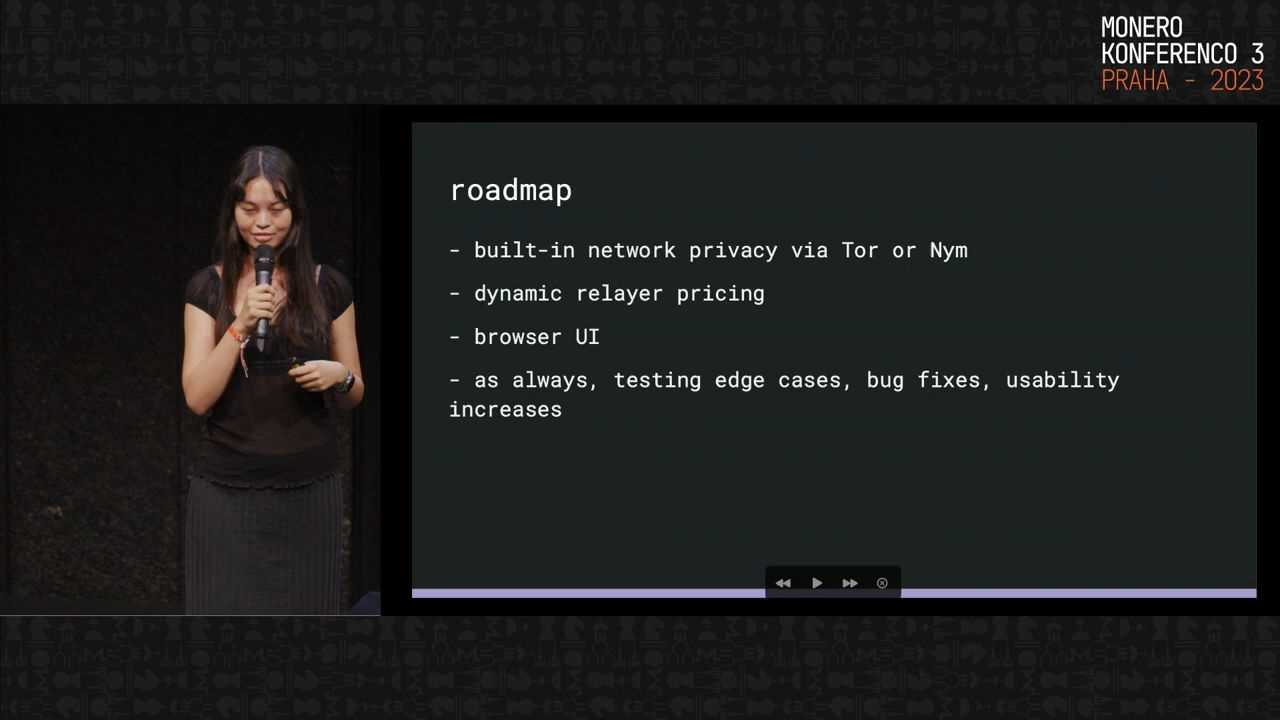 MONERO
KONFERENCO 3
PRAHA - 2023
roadmap
- built-in network privacy via Tor or Nym
- dynamic relayer pricing
- browser UI
- as always, testing edge cases, bug fixes, usability
increases